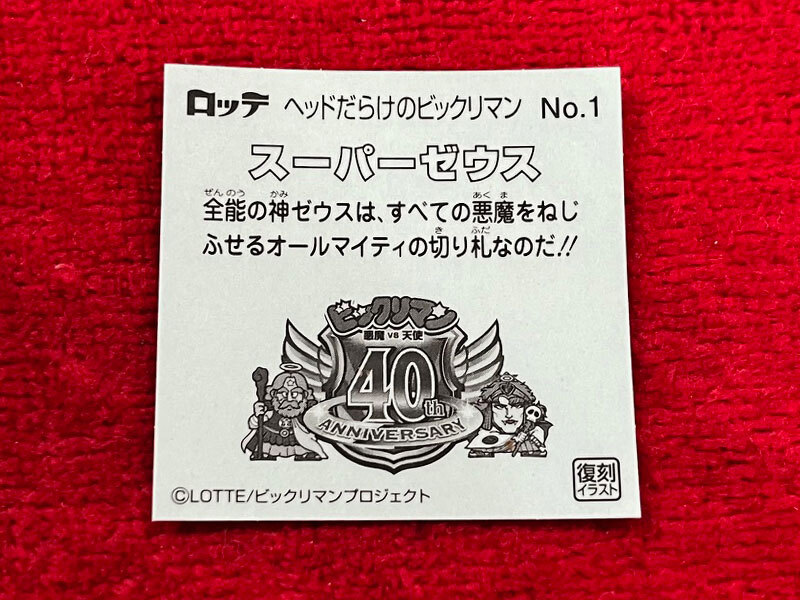 ロッテ ヘッドだらけのビックリマン No.1
スーパーゼウス
ぜんのう かみ あくま
全能の神ゼウスは、すべての悪魔をねじ
き ふだ
ふせるオールマイティの切り札なのだ!!
ビックリマン
悪魔 VS 天使
40th
ANNIVERSARY
©LOTTE/ビックリマンプロジェクト
復刻
イラスト